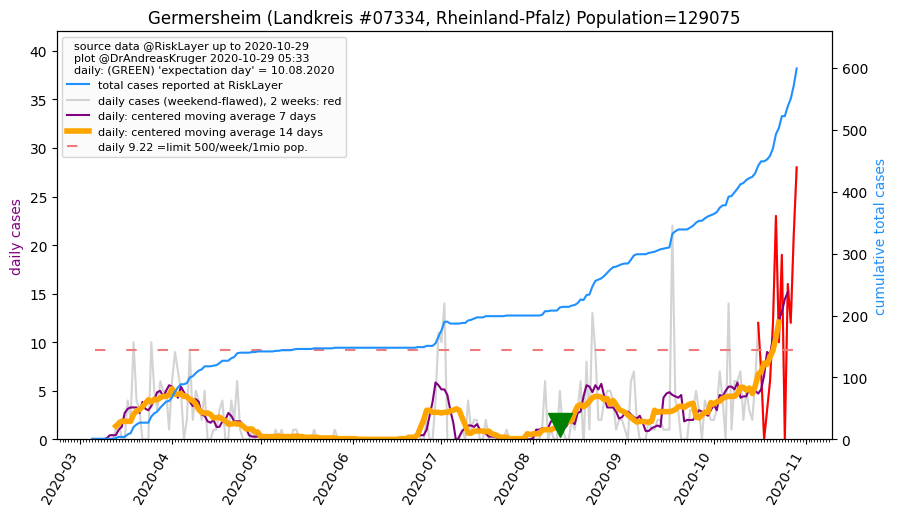 Germersheim (Landkreis #07334, Rheinland-Pfalz) Population=129075
source data @RiskLayer up to 2020-10-29
plot @DrAndreasKruger 2020-10-29 05:33
daily: (GREEN) 'expectation day' = 10.08.2020
total cases reported at RiskLayer
daily cases (weekend-flawed), 2 weeks: red
daily: centered moving average 7 days
daily: centered moving average 14 days
daily 9.22 =limit 500/week/1mio pop.
daily cases
40
35
30
25
20
15
10
5
0
cumulative total cases
600
500
400
300
200
100
0
2020-03
2020-04
2020-05
2020-06
2020-07
2020-08
2020-09
2020-10
2020-11